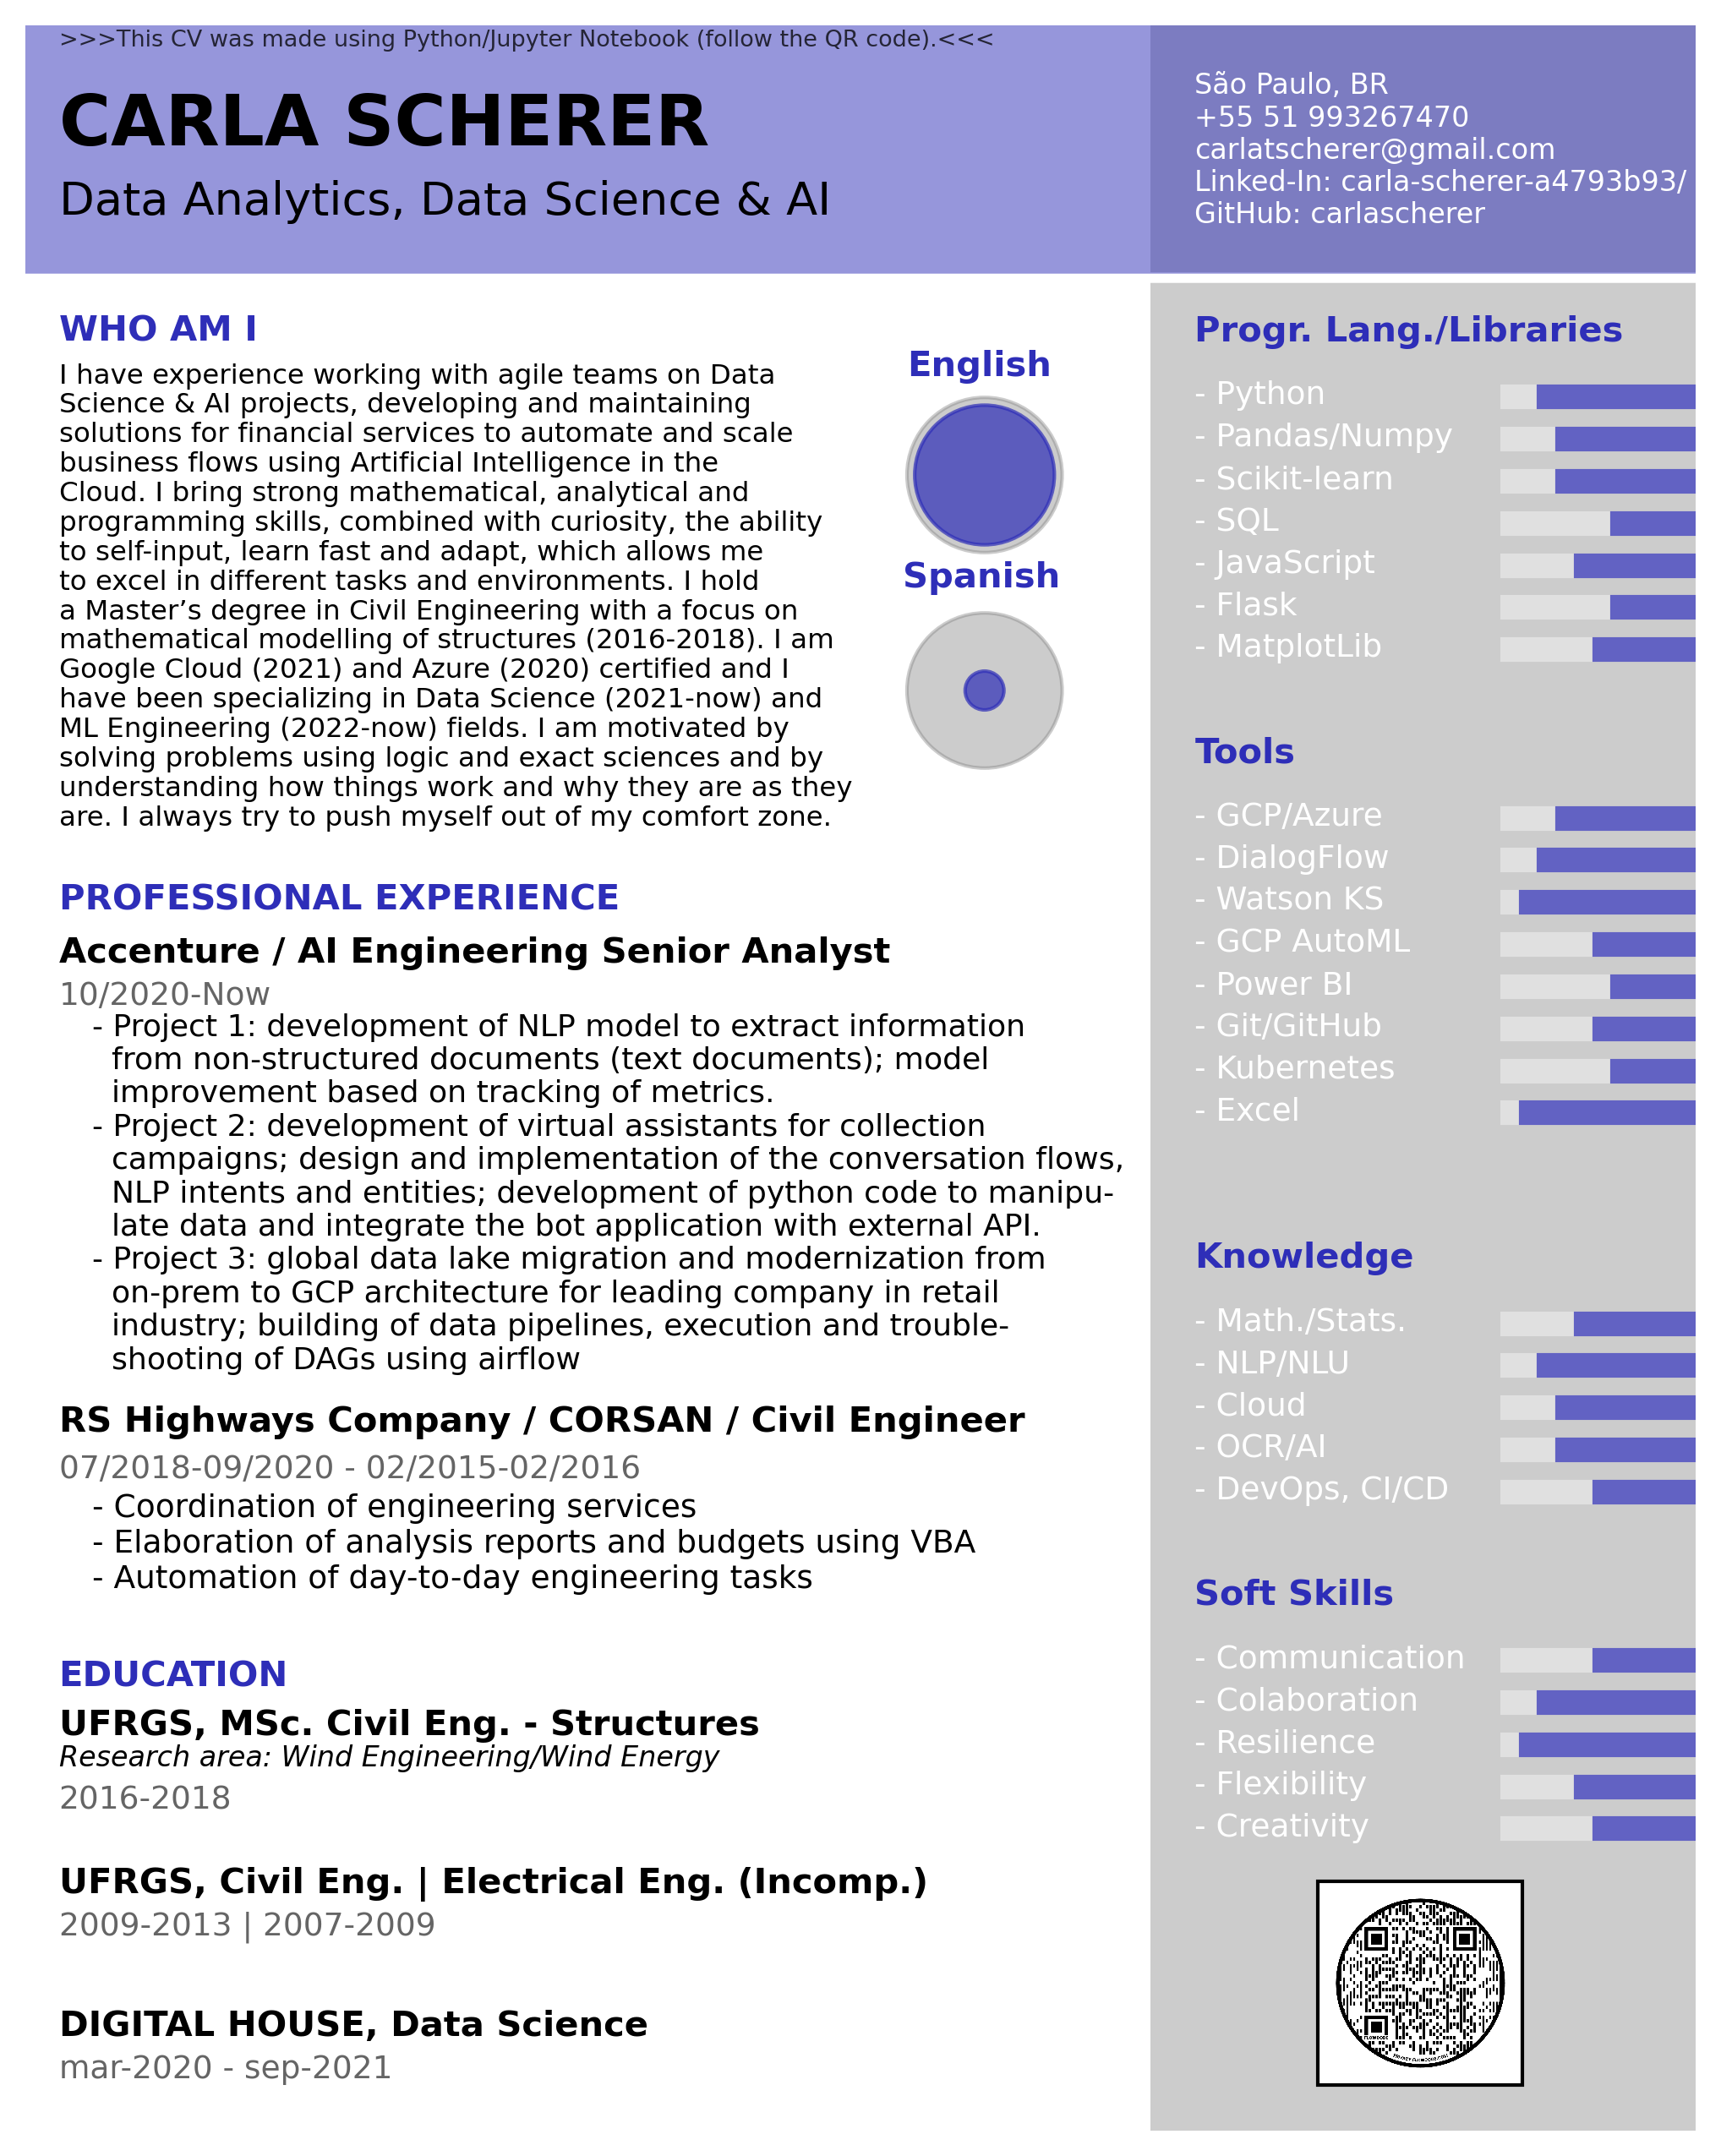 >>>This CV was made using Python/Jupyter Notebook (follow the QR code).<<<
CARLA SCHERER
Data Analytics, Data Science & AI
São Paulo, BR
+55 51 993267470
carlatscherer@gmail.com
Linked-In: carla-scherer-a4793b93/
GitHub: carlascherer
WHO AM I
I have experience working with agile teams on Data
Science & AI projects, developing and maintaining
solutions for financial services to automate and scale
business flows using Artificial Intelligence in the
Cloud. I bring strong mathematical, analytical and
programming skills, combined with curiosity, the ability
to self-input, learn fast and adapt, which allows me
to excel in different tasks and environments. I hold
a Master’s degree in Civil Engineering with a focus on
mathematical modelling of structures (2016-2018). I am
Google Cloud (2021) and Azure (2020) certified and I
have been specializing in Data Science (2021-now) and
ML Engineering (2022-now) fields. I am motivated by
solving problems using logic and exact sciences and by
understanding how things work and why they are as they
are. I always try to push myself out of my comfort zone.
English
Spanish
PROFESSIONAL EXPERIENCE
Accenture / AI Engineering Senior Analyst
10/2020-Now
- Project 1: development of NLP model to extract information
from non-structured documents (text documents); model
improvement based on tracking of metrics.
- Project 2: development of virtual assistants for collection
campaigns; design and implementation of the conversation flows,
NLP intents and entities; development of python code to manipu-
late data and integrate the bot application with external API.
- Project 3: global data lake migration and modernization from
on-prem to GCP architecture for leading company in retail
industry; building of data pipelines, execution and trouble-
shooting of DAGs using airflow
RS Highways Company / CORSAN / Civil Engineer
07/2018-09/2020 - 02/2015-02/2016
- Coordination of engineering services
- Elaboration of analysis reports and budgets using VBA
- Automation of day-to-day engineering tasks
EDUCATION
UFRGS, MSc. Civil Eng. - Structures
Research area: Wind Engineering/Wind Energy
2016-2018
UFRGS, Civil Eng. | Electrical Eng. (Incomp.)
2009-2013 | 2007-2009
DIGITAL HOUSE, Data Science
mar-2020 - sep-2021
Progr. Lang./Libraries
- Python
- Pandas/Numpy
- Scikit-learn
- SQL
- JavaScript
- Flask
- MatplotLib
Tools
- GCP/Azure
- DialogFlow
- Watson KS
- GCP AutoML
- Power BI
- Git/GitHub
- Kubernetes
- Excel
Knowledge
- Math./Stats.
- NLP/NLU
- Cloud
- OCR/AI
- DevOps, CI/CD
Soft Skills
- Communication
- Colaboration
- Resilience
- Flexibility
- Creativity